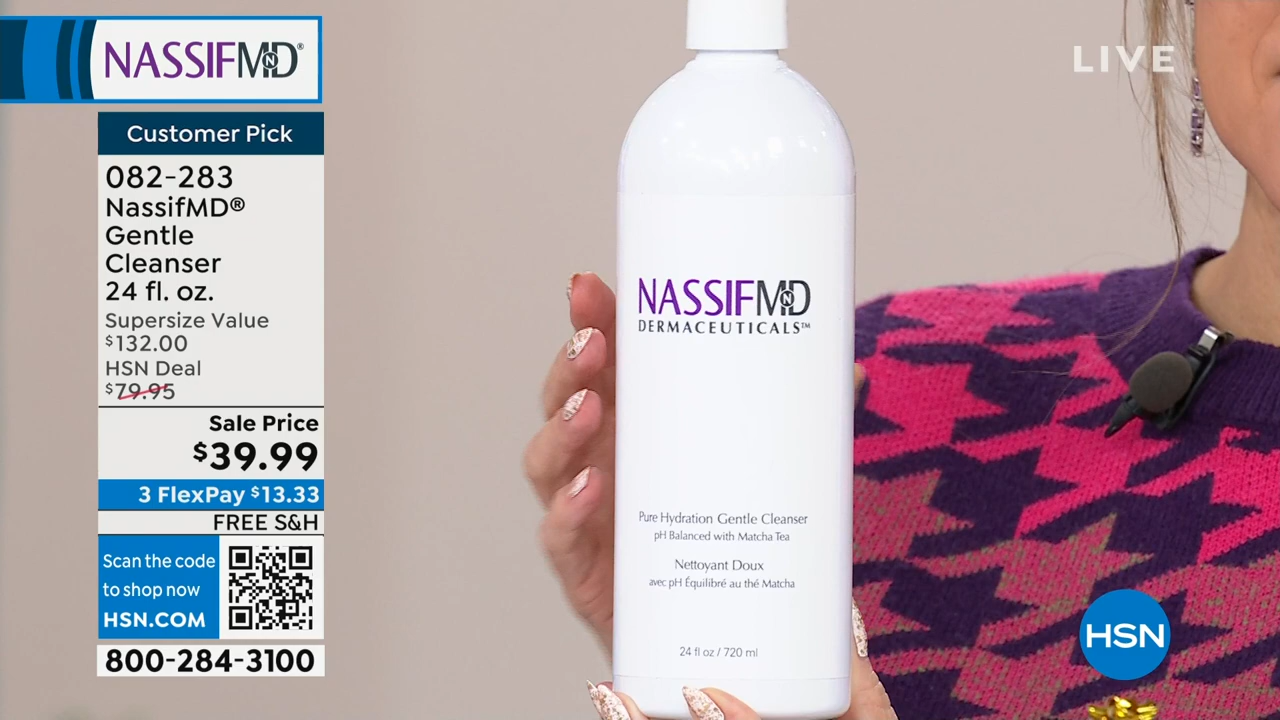 NASSIFMD®
LIVE
Customer Pick
082-283
NassifMD®
Gentle
Cleanser
24 fl. oz.
Supersize Value
$132.00
HSN Deal
$79.95
Sale Price
$39.99
3 FlexPay $13.33
FREE S&H
Scan the code
to shop now
HSN.COM
800-284-3100
NASSIFMD
DERMACEUTICALS™
Pure Hydration Gentle Cleanser
pH Balanced with Matcha Tea
Nettoyant Doux
avec pH Équilibré au thé Matcha
24 fl oz / 720 ml
HSN